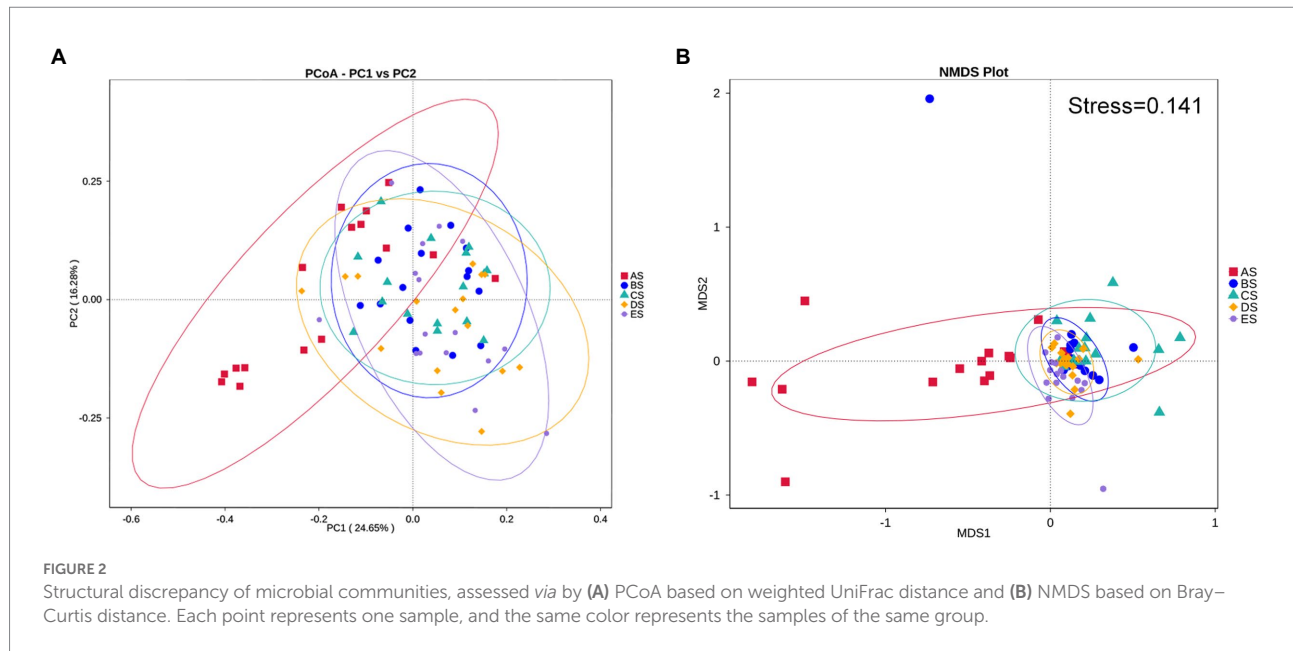 A
PCoA - PC1 vs PC2
0.25
0.00
-0.25
PC2 ( 16.28%)
-0.6
-0.4
-0.2
0.0
0.2
0.4
PC1 ( 24.65%)
AS
BS
CS
DS
ES
B
NMDS Plot
Stress=0.141
2
1
0
-1
MDS2
-1
0
1
MDS1
AS
BS
CS
DS
ES
FIGURE 2
Structural discrepancy of microbial communities, assessed via by (A) PCoA based on weighted UniFrac distance and (B) NMDS based on Bray–
Curtis distance. Each point represents one sample, and the same color represents the samples of the same group.